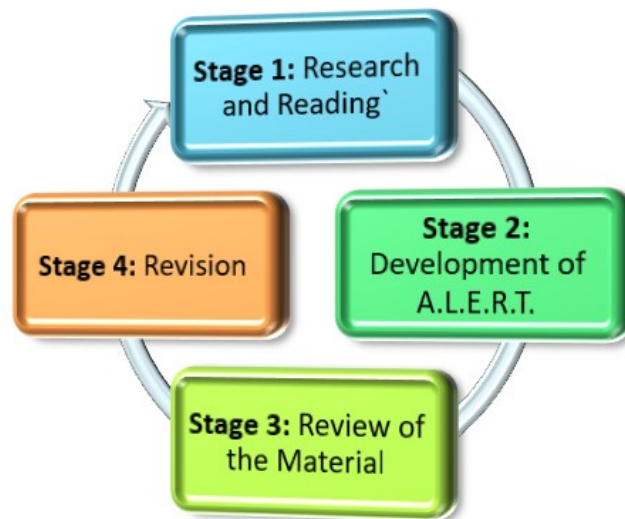 Stage 1: Research
and Reading`
Stage 2:
Development of
A.L.E.R.T.
Stage 3: Review of
the Material
Stage 4: Revision